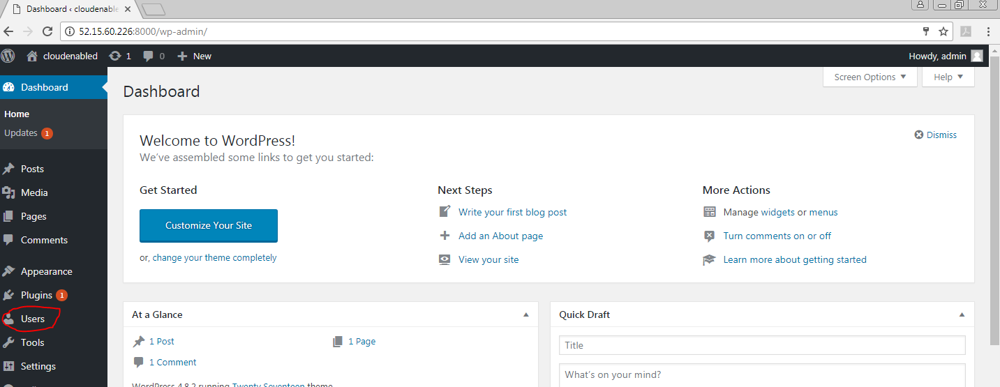 Dashboard ‹ cloudenable
52.15.60.226:8000/wp-admin/
cloudenabled 1 0 New Howdy, admin
Dashboard
Home
Updates 1
Posts
Media
Pages
Comments
Appearance
Plugins 1
Users
Tools
Settings
Screen Options Help
Dashboard
Welcome to WordPress!
We've assembled some links to get you started:
Dismiss
Get Started
Customize Your Site
or, change your theme completely
Next Steps
Write your first blog post
Add an About page
View your site
More Actions
Manage widgets or menus
Turn comments on or off
Learn more about getting started
At a Glance
1 Post 1 Page
1 Comment
WordPress 4.8.2 running Twenty Seventeen theme
Quick Draft
Title
What's on your mind?